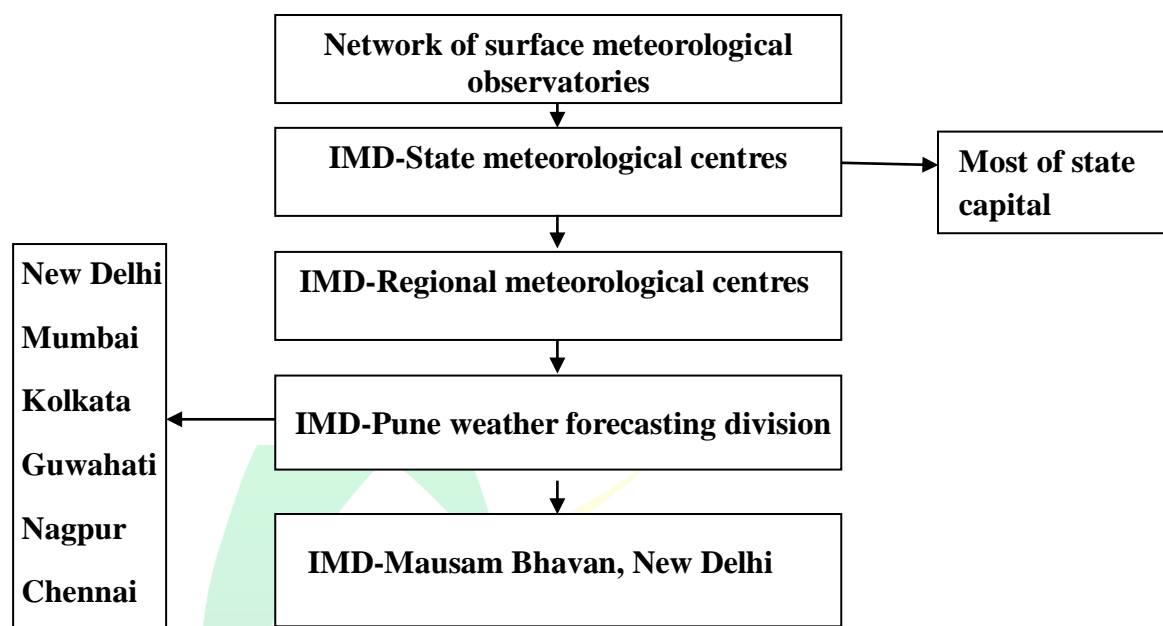 Network of surface meteorological
observatories
IMD-State meteorological centres
Most of state
capital
IMD-Regional meteorological centres
New Delhi
Mumbai
Kolkata
Guwahati
Nagpur
Chennai
IMD-Pune weather forecasting division
IMD-Mausam Bhavan, New Delhi